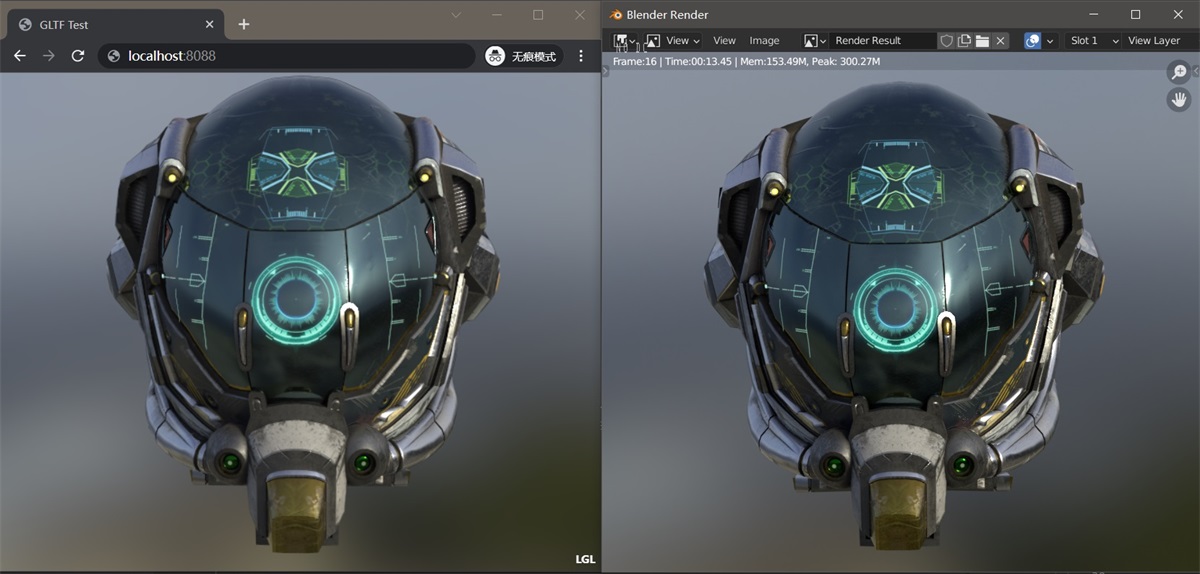 GLTF Test
localhost:8088
无痕模式
LGL
Blender Render
View
View
Image
Render Result
Slot 1
View Layer
Frame:16 | Time:00:13.45 | Mem:153.49M, Peak: 300.27M